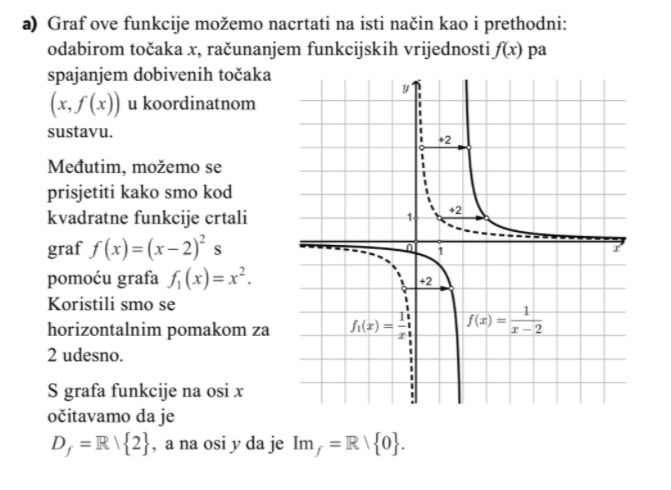 a) Graf ove funkcije možemo nacrtati na isti način kao i prethodni:
odabirom točaka x, računanjem funkcijskih vrijednosti f(x) pa
spajanjem dobivenih točaka
(x, f(x)) u koordinatnom
sustavu.
Međutim, možemo se
prisjetiti kako smo kod
kvadratne funkcije crtali
graf f(x)=(x−2)² s
pomoću grafa f₁(x)=x².
Koristili smo se
horizontalnim pomakom za
2 udesno.
S grafa funkcije na osi x
očitavamo da je
D_f = ℝ\{2}, a na osi y da je Im_f = ℝ\{0}.
y
+2
1
+2
0 1 x
+2
f₁(x) = 1/x
f(x) = 1/(x−2)